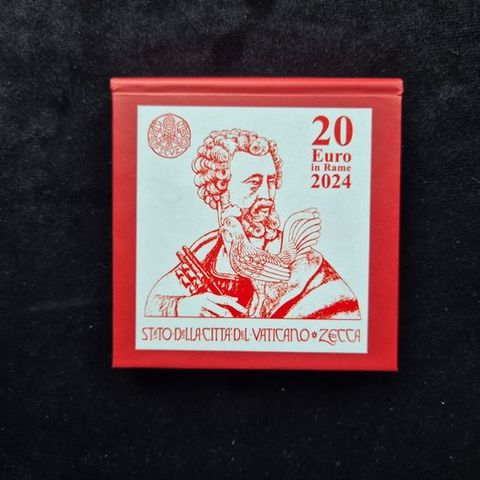 20
Euro
in Rame
2024
STATO·DELLA CITTÀ·DEL·VATICANO * ZECCA